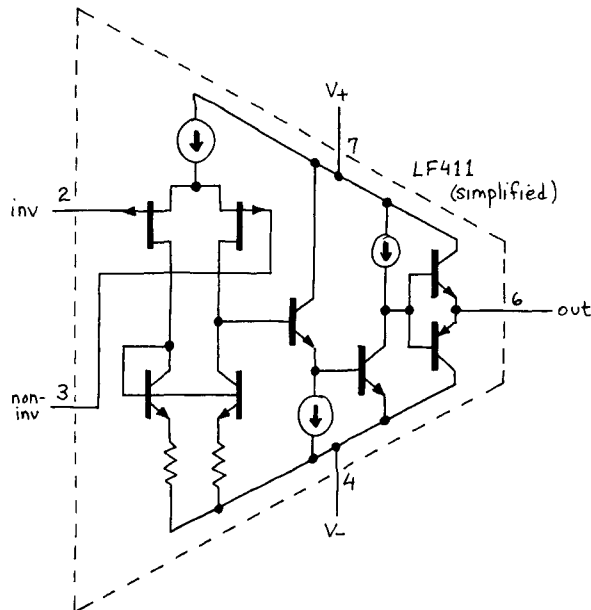 V+
7
LF411
(simplified)
2
inv
6
out
3
non-
inv
4
V-